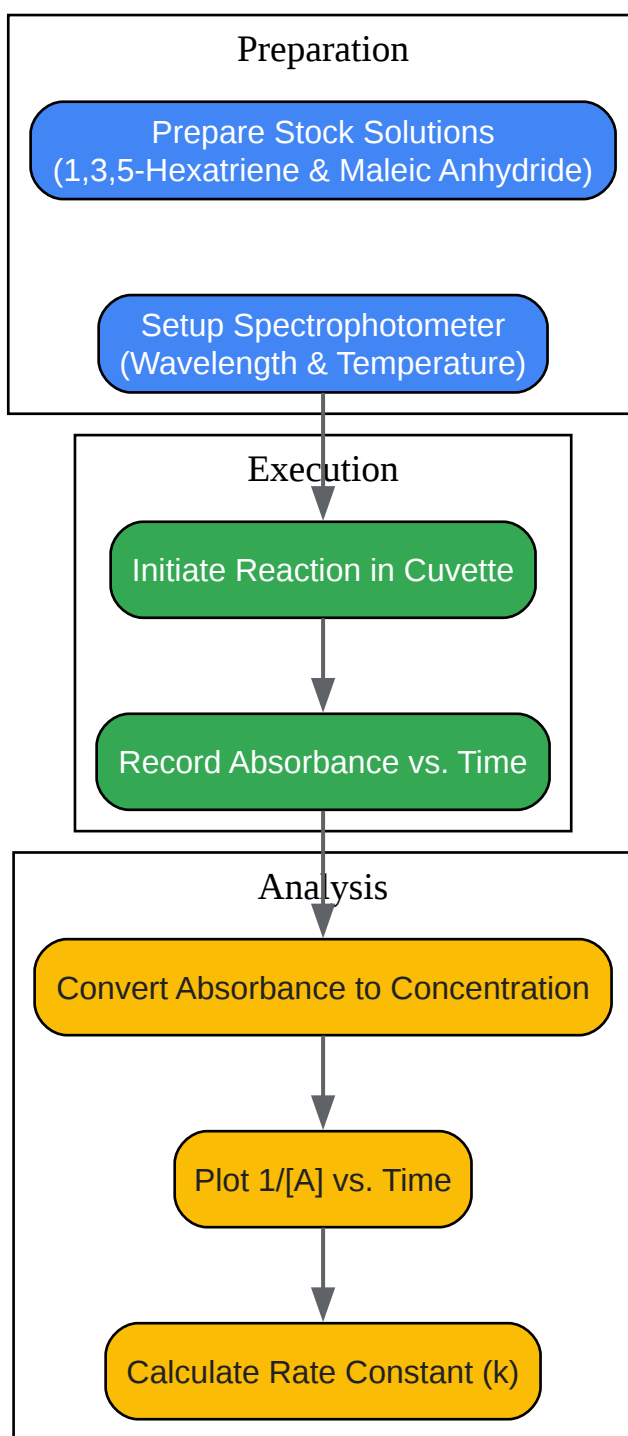 Preparation
Prepare Stock Solutions
(1,3,5-Hexatriene & Maleic Anhydride)
Setup Spectrophotometer
(Wavelength & Temperature)
Execution
Initiate Reaction in Cuvette
Record Absorbance vs. Time
Analysis
Convert Absorbance to Concentration
Plot 1/[A] vs. Time
Calculate Rate Constant (k)